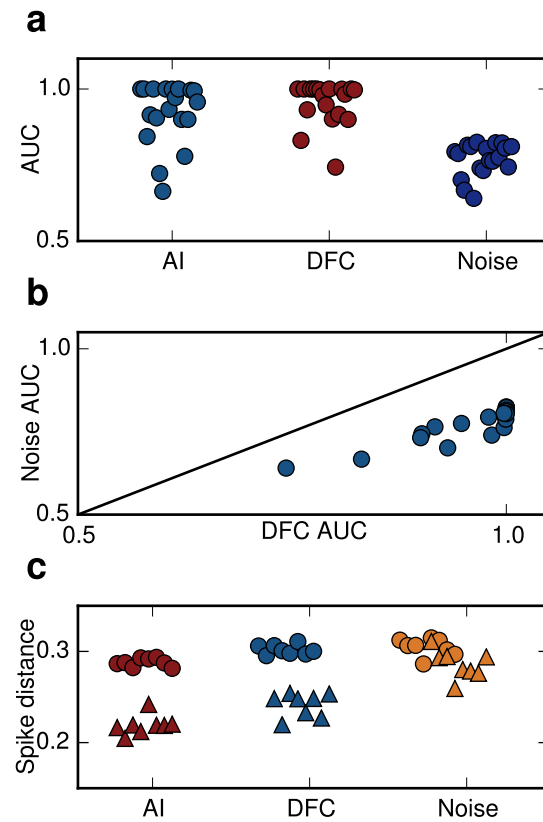 a
1.0
AUC
0.5
AI DFC Noise
b
1.0
Noise AUC
0.5
0.5 DFC AUC 1.0
c
0.3
Spike distance
0.2
AI DFC Noise